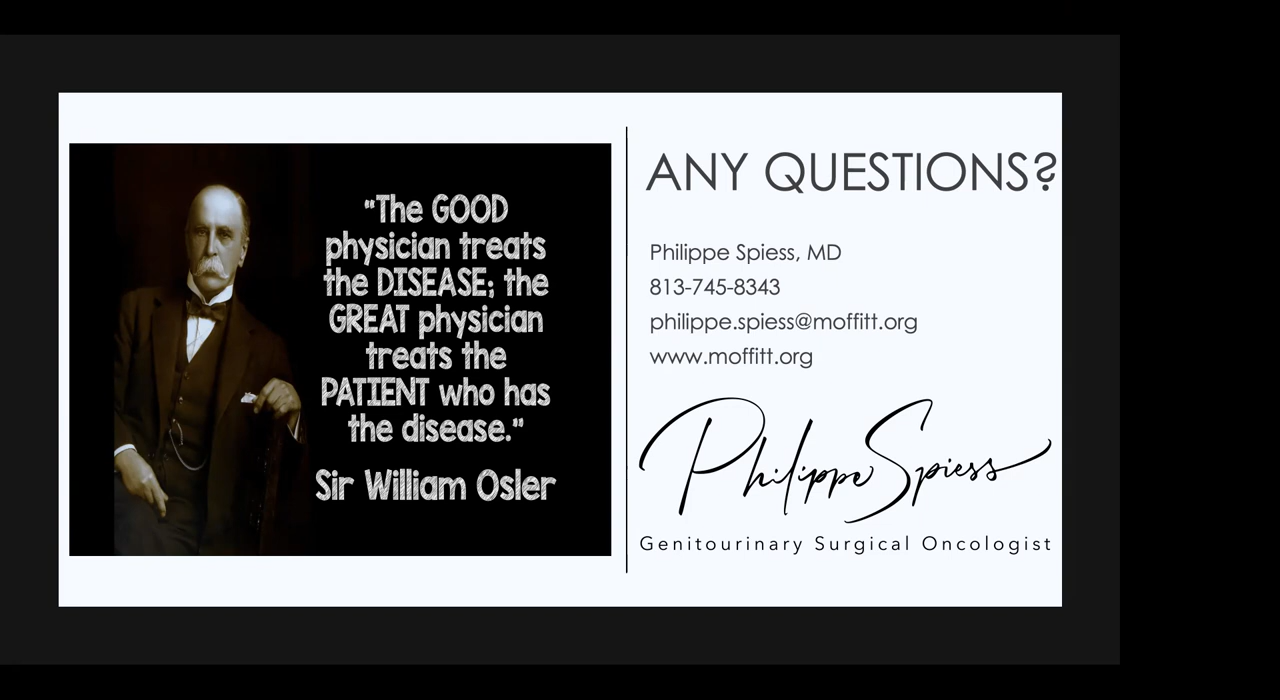 "The GOOD
physician treats
the DISEASE; the
GREAT physician
treats the
PATIENT who has
the disease."
Sir William Osler
ANY QUESTIONS?
Philippe Spiess, MD
813-745-8343
philippe.spiess@moffitt.org
www.moffitt.org
Philippe Spiess
Genitourinary Surgical Oncologist